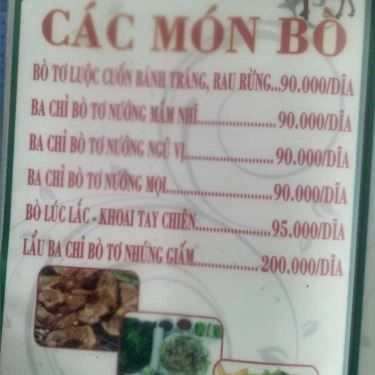 CÁC MÓN BÒ
BÒ TƠ LUỘC CUỐN BÁNH TRÁNG, RAU RỪNG...90.000/DĨA
BA CHỈ BÒ TƠ NƯỚNG MẮM NHĨ.....................90.000/DĨA
BA CHỈ BÒ TƠ NƯỚNG NGŨ VỊ.......................90.000/DĨA
BA CHỈ BÒ TƠ NƯỚNG MỌI...........................90.000/DĨA
BÒ LÚC LẮC - KHOAI TAY CHIÊN....................95.000/DĨA
LẨU BA CHỈ BÒ TƠ NHÚNG GIẤM.................200.000/DĨA